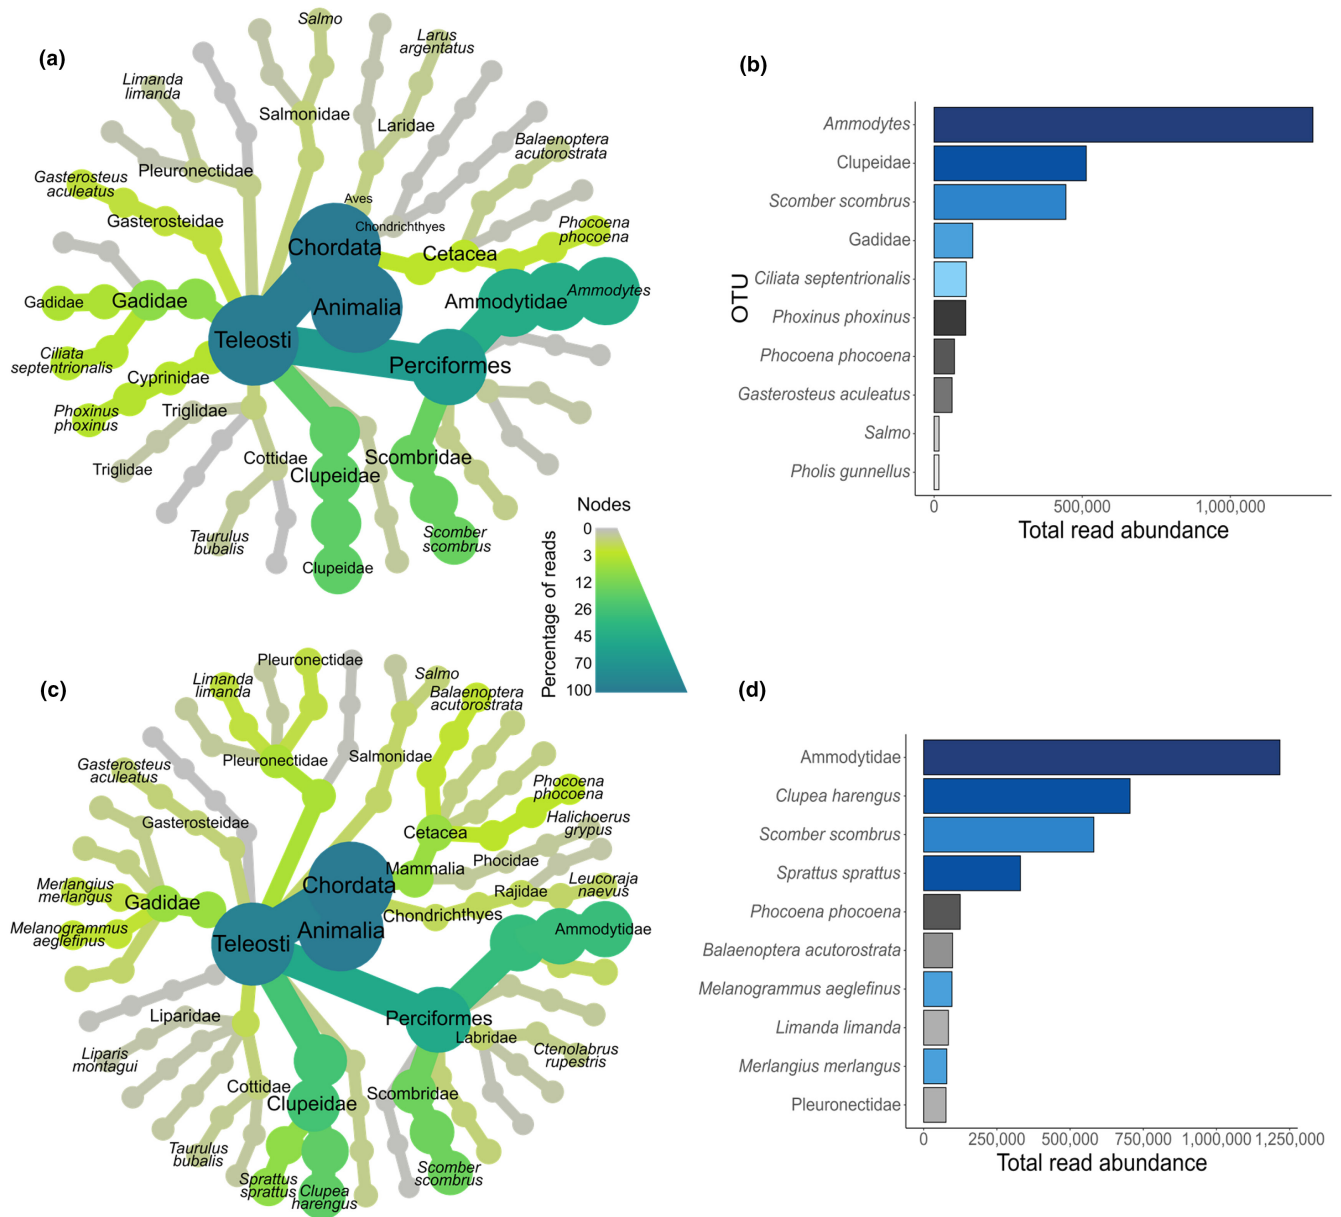 (a)
Salmo
Larus
argentatus
Limanda
limanda
Salmonidae
Laridae
Balaenoptera
acutorostrata
Pleuronectidae
Gasterosteus
aculeatus
Aves
Gasterosteidae
Chondrichthyes
Phocoena
phocoena
Chordata
Cetacea
Gadidae
Gadidae
Animalia
Ammodytidae
Ammodytes
Teleosti
Ciliata
septentrionalis
Perciformes
Cyprinidae
Phoxinus
phoxinus
Triglidae
Triglidae
Cottidae
Clupeidae
Scombridae
Taurulus
bubalis
Scomber
scombrus
Clupeidae
Nodes
Percentage of reads
0
3
12
26
45
70
100
(b)
OTU
Ammodytes
Clupeidae
Scomber scombrus
Gadidae
Ciliata septentrionalis
Phoxinus phoxinus
Phocoena phocoena
Gasterosteus aculeatus
Salmo
Pholis gunnellus
0 500,000 1,000,000
Total read abundance
(c)
Pleuronectidae
Limanda
limanda
Salmo
Balaenoptera
acutorostrata
Pleuronectidae
Salmonidae
Gasterosteus
aculeatus
Phocoena
phocoena
Gasterosteidae
Cetacea
Halichoerus
grypus
Phocidae
Mammalia
Merlangius
merlangus
Chordata
Rajidae
Leucoraja
naevus
Gadidae
Chondrichthyes
Melanogrammus
aeglefinus
Teleosti
Animalia
Ammodytidae
Liparidae
Perciformes
Labridae
Liparis
montagui
Ctenolabrus
rupestris
Cottidae
Clupeidae
Scombridae
Taurulus
bubalis
Sprattus
sprattus
Clupea
harengus
Scomber
scombrus
(d)
Ammodytidae
Clupea harengus
Scomber scombrus
Sprattus sprattus
Phocoena phocoena
Balaenoptera acutorostrata
Melanogrammus aeglefinus
Limanda limanda
Merlangius merlangus
Pleuronectidae
0 250,000 500,000 750,000 1,000,000 1,250,000
Total read abundance